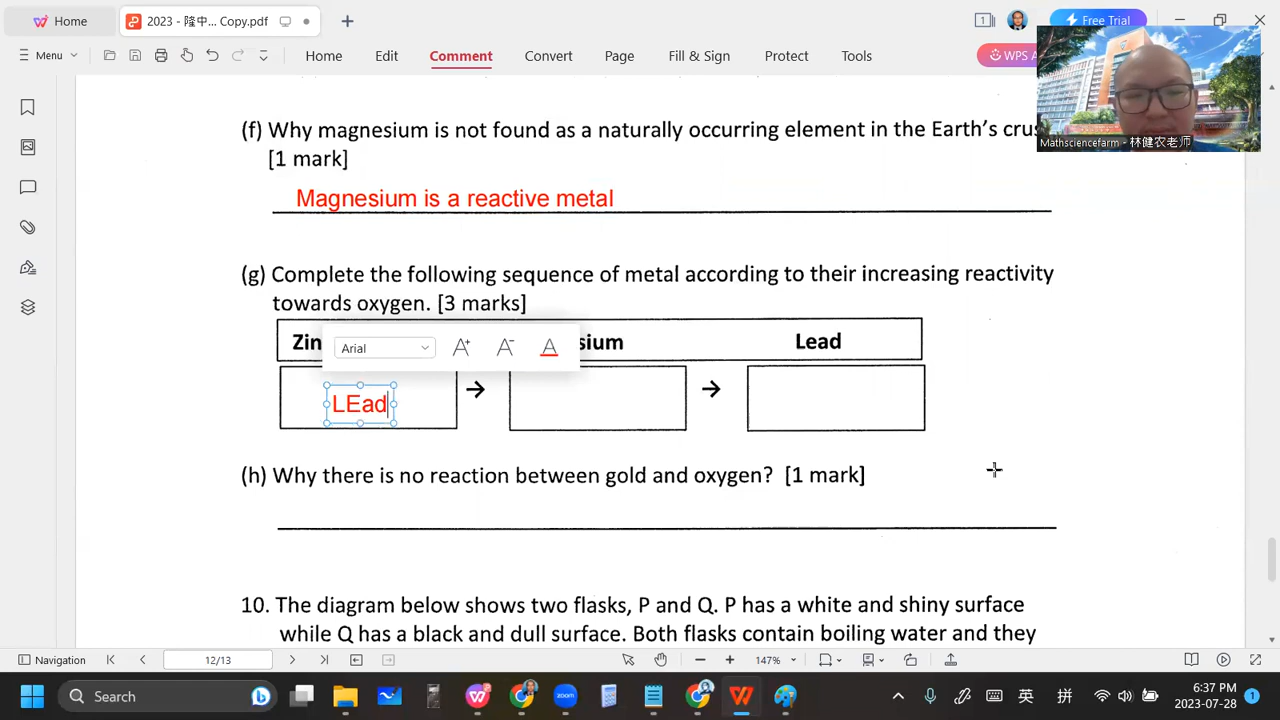 Home
2023 - 隆中... Copy.pdf
Free Trial
Menu
Home Edit Comment Convert Page Fill & Sign Protect Tools
WPS A
(f) Why magnesium is not found as a naturally occurring element in the Earth's crus
[1 mark]
Mathsciencefarm - 林健农老师
Magnesium is a reactive metal
(g) Complete the following sequence of metal according to their increasing reactivity
towards oxygen. [3 marks]
Zin sium Lead
Arial A+ A- A
LEad → →
(h) Why there is no reaction between gold and oxygen? [1 mark]
10. The diagram below shows two flasks, P and Q. P has a white and shiny surface
while Q has a black and dull surface. Both flasks contain boiling water and they
Navigation 12/13 147%
Search zoom 英 拼 6:37 PM
2023-07-28 1